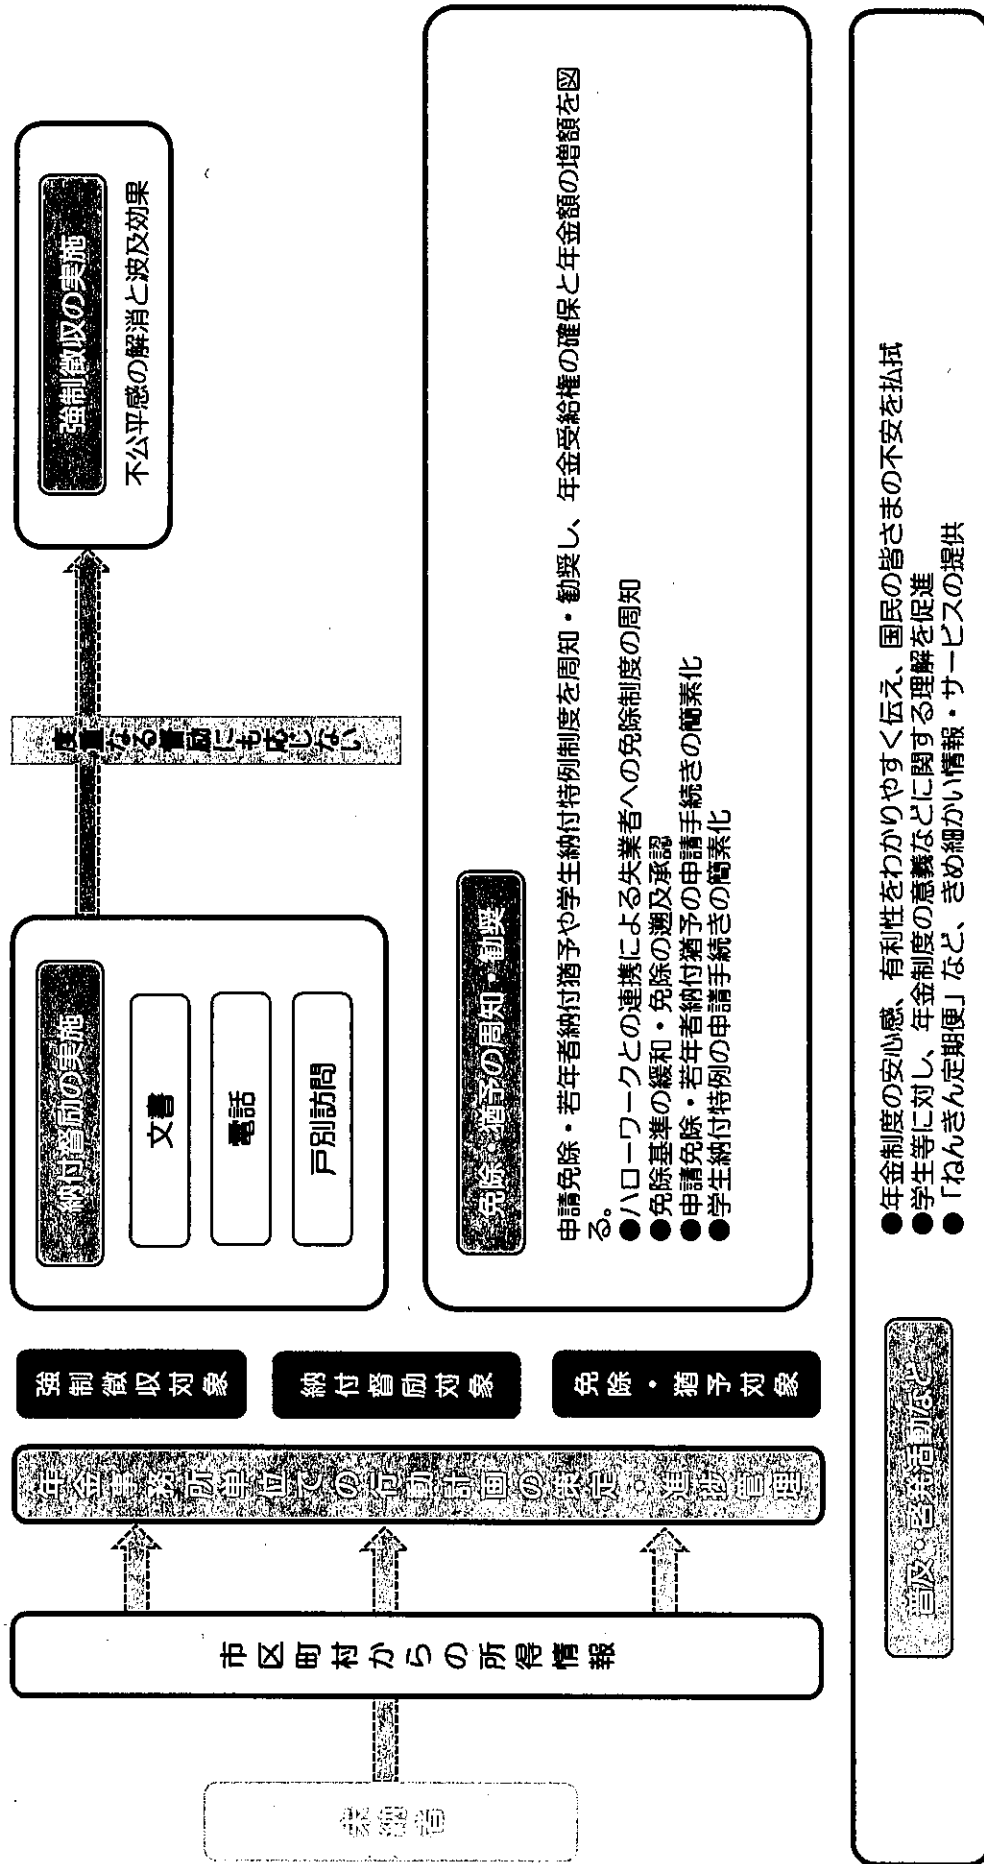 未納者
市区町村からの所得情報
年金事務所単位での行動計画の策定・進捗管理
強制徴収対象
納付督励対象
免除・猶予対象
納付督励の実施
文書
電話
戸別訪問
度重なる督励にも応じない
強制徴収の実施
不公平感の解消と波及効果
免除・猶予の周知・勧奨
申請免除・若年者納付猶予や学生納付特例制度を周知・勧奨し、年金受給権の確保と年金額の増額を図
る。
●ハローワークとの連携による失業者への免除制度の周知
●免除基準の緩和・免除の遡及承認
●申請免除・若年者納付猶予の申請手続きの簡素化
●学生納付特例の申請手続きの簡素化
普及・啓発活動など
●年金制度の安心感、有利性をわかりやすく伝え、国民の皆さまの不安を払拭
●学生等に対し、年金制度の意義などに関する理解を促進
●「ねんきん定期便」など、きめ細かい情報・サービスの提供